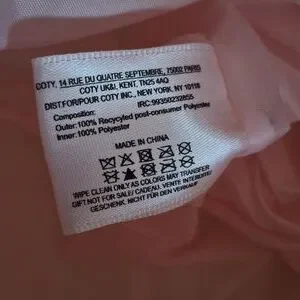 COTY, 14 RUE DU QUATRE SEPTEMBRE, 75002 PARIS
COTY UK&I, KENT, TN25 4AQ
DIST.FOR/POUR COTY INC., NEW YORK, NY 10118
Composition: IRC:99350232855
Outer:100% Recycled post-consumer Polyester
Inner:100% Polyester
MADE IN CHINA
WIPE CLEAN ONLY AS COLORS MAY TRANSFER
GIFT NOT FOR SALE/ CADEAU. VENTE INTERDITE/
GESCHENK. NICHT FÜR DEN VERKAUF